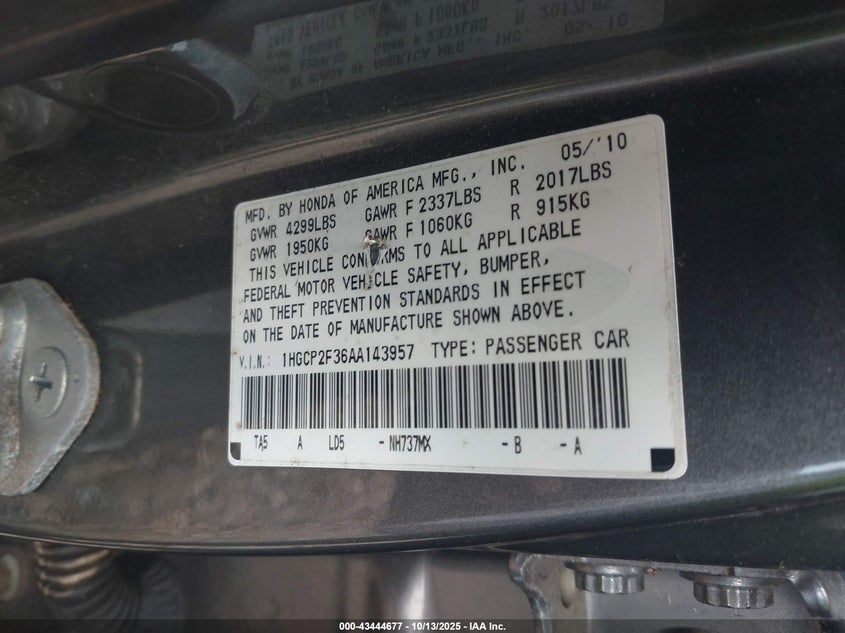 MFD. BY HONDA OF AMERICA MFG., INC. 05/'10
GVWR 4299LBS GAWR F 2337LBS R 2017LBS
GVWR 1950KG GAWR F 1060KG R 915KG
THIS VEHICLE CONFORMS TO ALL APPLICABLE
FEDERAL MOTOR VEHICLE SAFETY, BUMPER,
AND THEFT PREVENTION STANDARDS IN EFFECT
ON THE DATE OF MANUFACTURE SHOWN ABOVE.
V.I.N.: 1HGCP2F36AA143957 TYPE: PASSENGER CAR
TA5 A LD5 - NH737MX - B - A
000-43444677 - 10/13/2025 - IAA Inc.